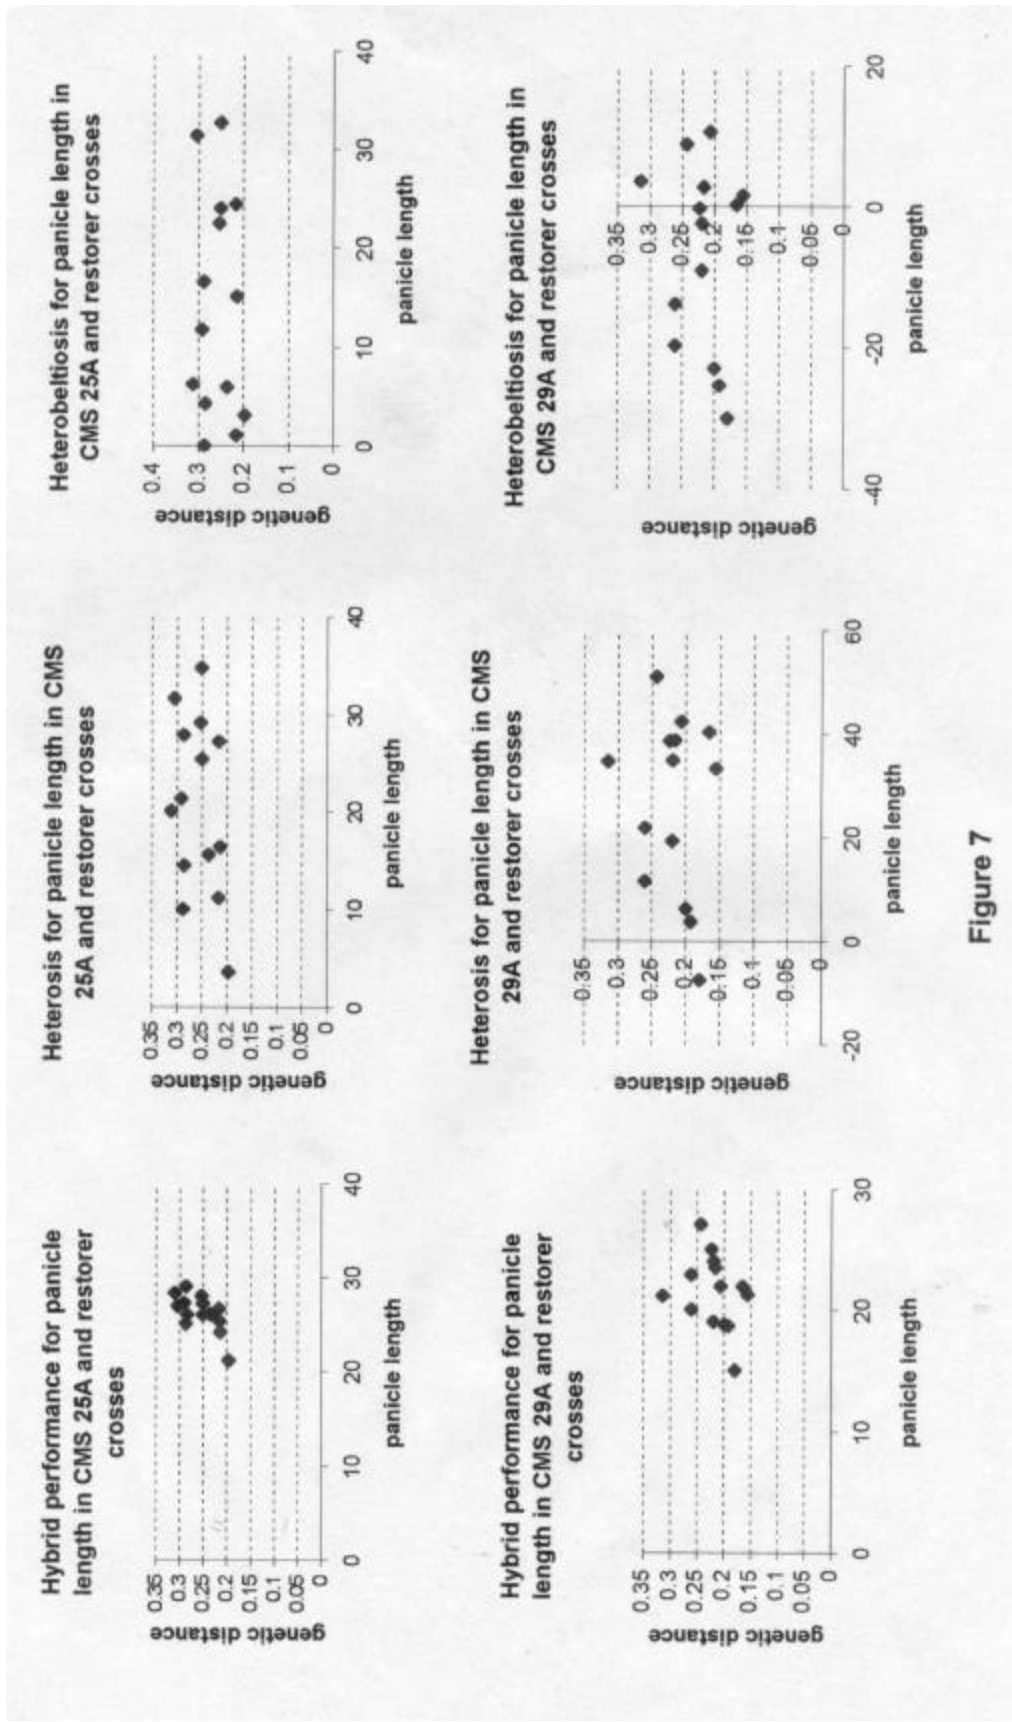 Hybrid performance for panicle
length in CMS 25A and restorer
crosses
genetic distance
0.35
0.3
0.25
0.2
0.15
0.1
0.05
0
0 10 20 30 40
panicle length
Heterosis for panicle length in CMS
25A and restorer crosses
genetic distance
0.35
0.3
0.25
0.2
0.15
0.1
0.05
0
0 10 20 30 40
panicle length
Heterobeltiosis for panicle length in
CMS 25A and restorer crosses
genetic distance
0.4
0.3
0.2
0.1
0
0 10 20 30 40
panicle length
Hybrid performance for panicle
length in CMS 29A and restorer
crosses
genetic distance
0.35
0.3
0.25
0.2
0.15
0.1
0.05
0
0 10 20 30
panicle length
Heterosis for panicle length in CMS
29A and restorer crosses
genetic distance
0.35
0.3
0.25
0.2
0.15
0.1
0.05
0
-20 0 20 40 60
panicle length
Heterobeltiosis for panicle length in
CMS 29A and restorer crosses
genetic distance
0.35
0.3
0.25
0.2
0.15
0.1
0.05
0
-40 -20 0 20
panicle length
Figure 7